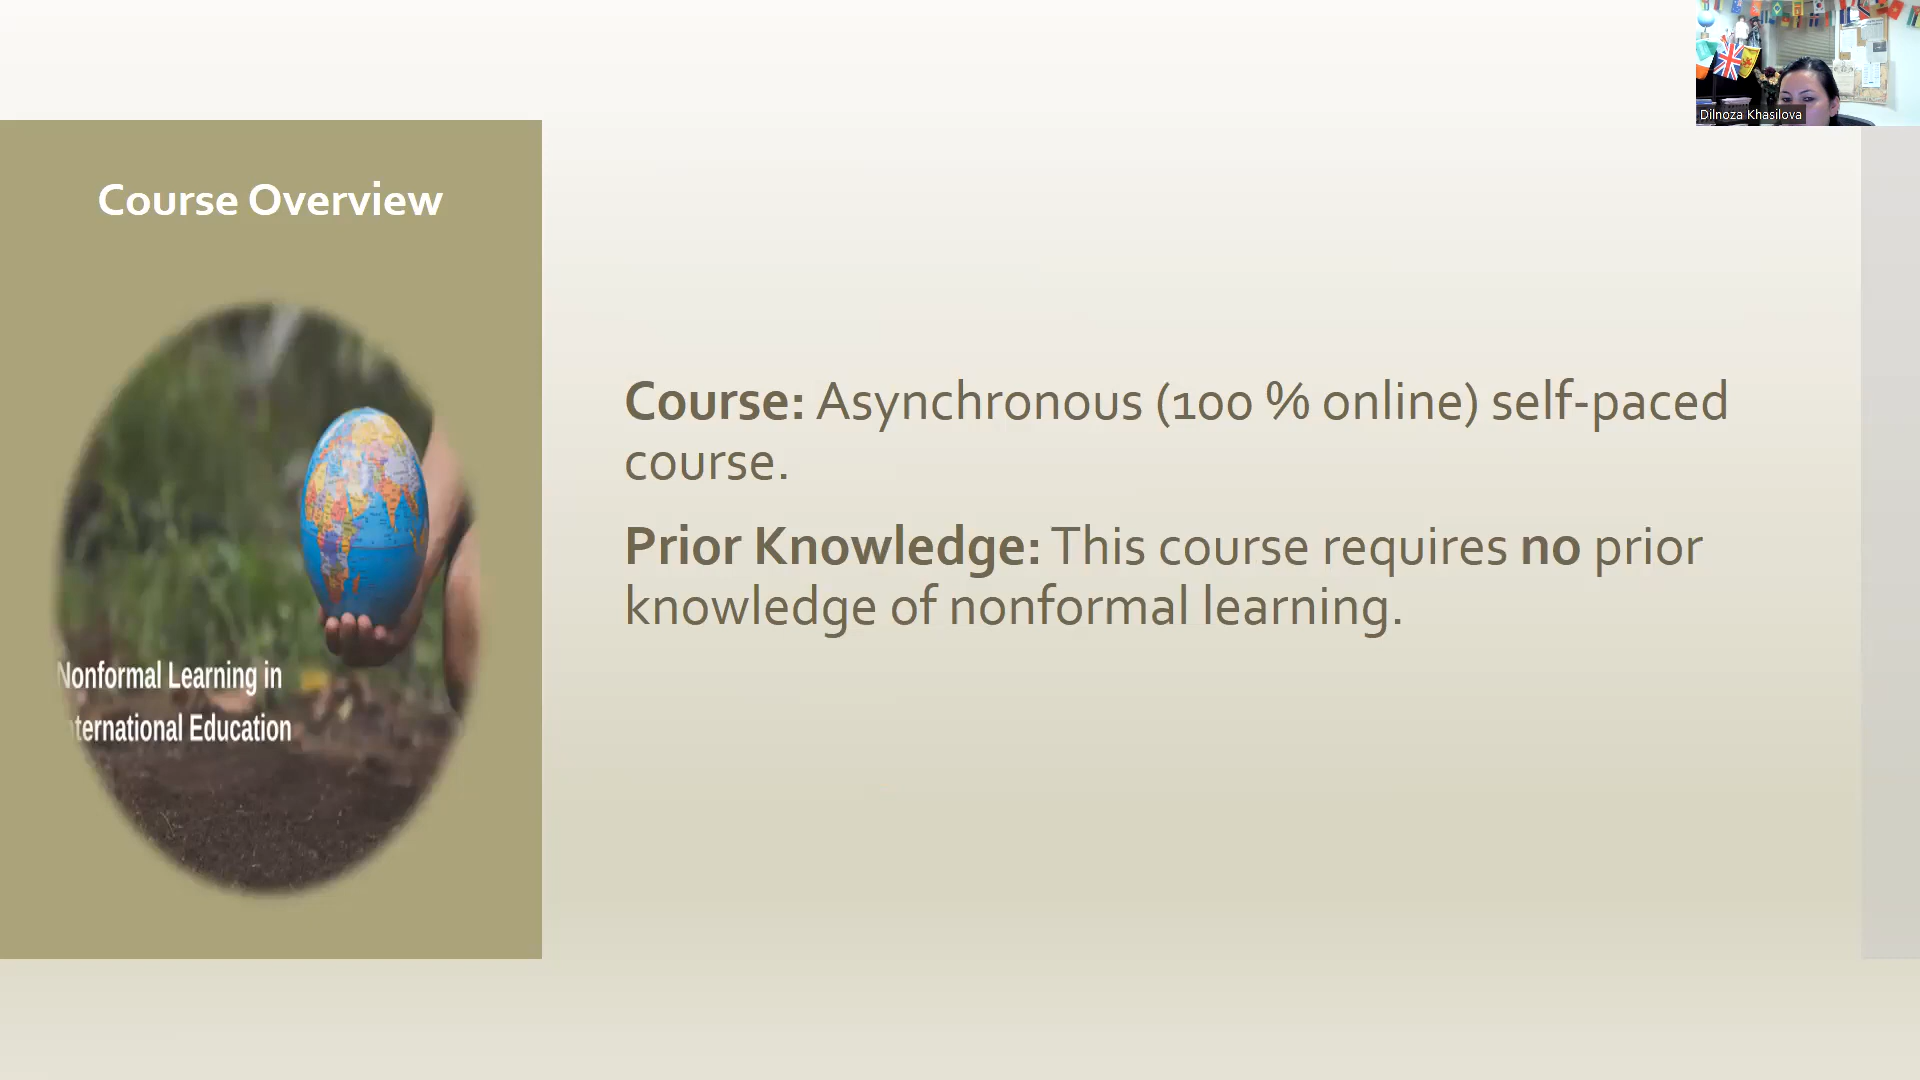 Dilnoza Khasilova
Course Overview
Nonformal Learning in
ternational Education
Course: Asynchronous (100 % online) self-paced
course.
Prior Knowledge: This course requires no prior
knowledge of nonformal learning.